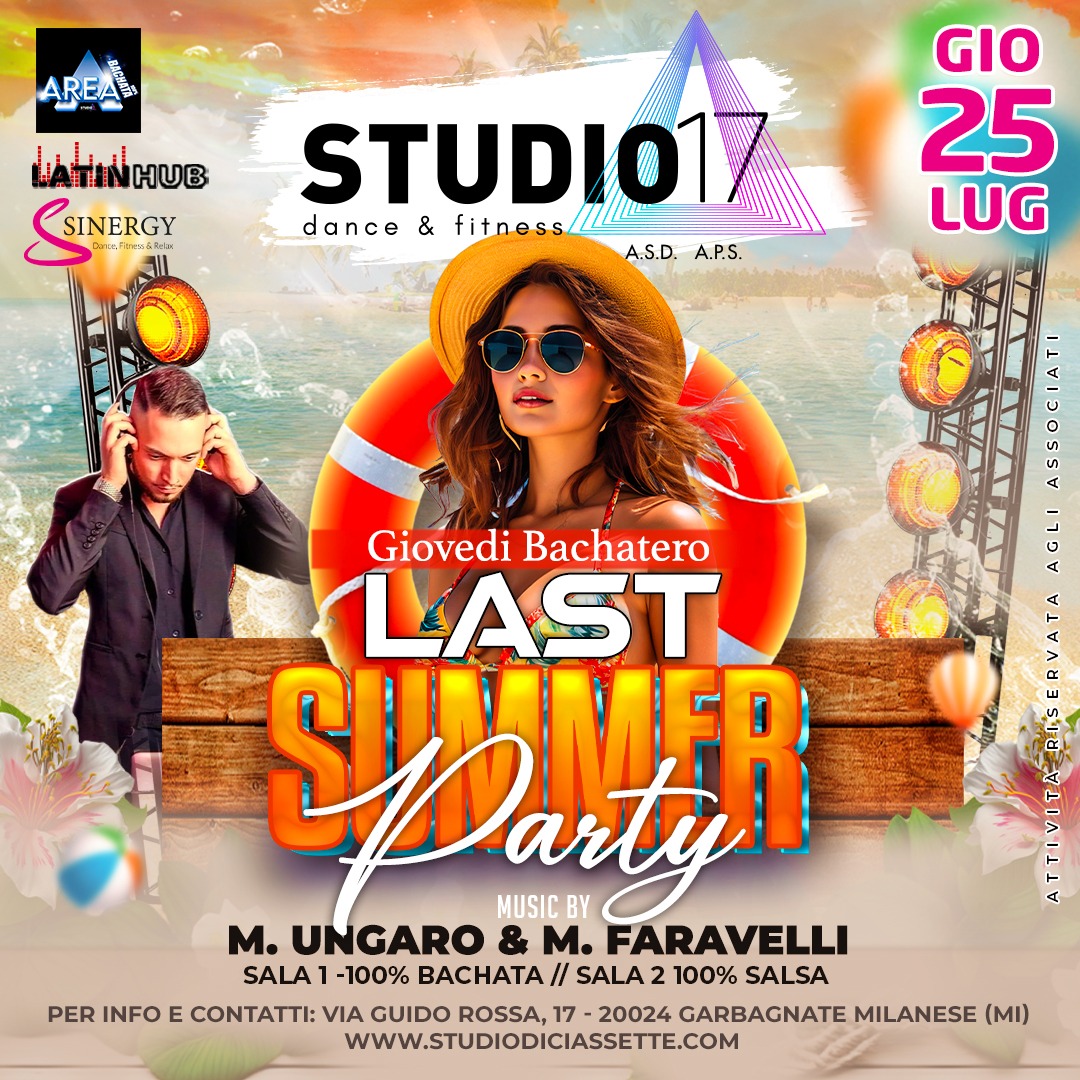 AREA
BACHATA
LATINHUB
SINERGY
Dance, Fitness & Relax
STUDIO17
dance & fitness
A.S.D. A.P.S.
GIO
25
LUG
Giovedi Bachatero
LAST
SUMMER
Party
MUSIC BY
M. UNGARO & M. FARAVELLI
SALA 1 -100% BACHATA // SALA 2 100% SALSA
PER INFO E CONTATTI: VIA GUIDO ROSSA, 17 - 20024 GARBAGNATE MILANESE (MI)
WWW.STUDIODICIASSETTE.COM
ATTIVITÀ RISERVATA AGLI ASSOCIATI